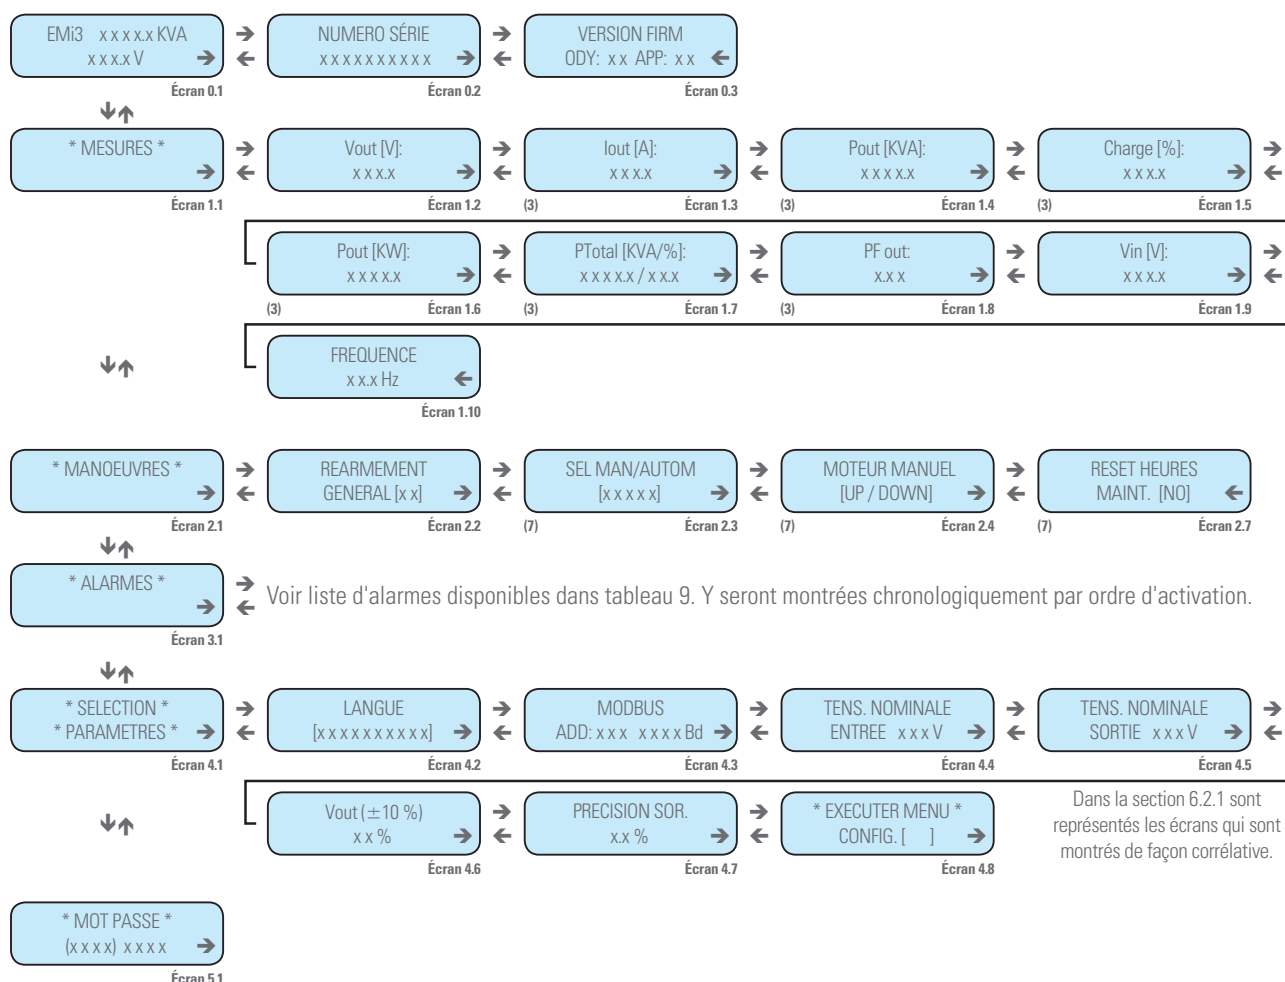 EMi3 x x x x.x KVA
x x x.x V
Écran 0.1
NUMERO SÉRIE
x x x x x x x x x x
Écran 0.2
VERSION FIRM
ODY: x x APP: x x
Écran 0.3
* MESURES *
Écran 1.1
Vout [V]:
x x x.x
Écran 1.2
Iout [A]:
x x x.x
(3) Écran 1.3
Pout [KVA]:
x x x x.x
(3) Écran 1.4
Charge [%]:
x x x.x
(3) Écran 1.5
Pout [KW]:
x x x x.x
(3) Écran 1.6
PTotal [KVA/%]:
x x x x.x / x x.x
(3) Écran 1.7
PF out:
x.x x
(3) Écran 1.8
Vin [V]:
x x x.x
Écran 1.9
FREQUENCE
x x.x Hz
Écran 1.10
* MANOEUVRES *
Écran 2.1
REARMEMENT
GENERAL [x x]
Écran 2.2
SEL MAN/AUTOM
[x x x x x]
(7) Écran 2.3
MOTEUR MANUEL
[UP / DOWN]
(7) Écran 2.4
RESET HEURES
MAINT. [NO]
(7) Écran 2.7
* ALARMES *
Écran 3.1
Voir liste d'alarmes disponibles dans tableau 9. Y seront montrées chronologiquement par ordre d'activation.
* SELECTION *
* PARAMETRES *
Écran 4.1
LANGUE
[x x x x x x x x x x]
Écran 4.2
MODBUS
ADD: x x x x x x x Bd
Écran 4.3
TENS. NOMINALE
ENTREE x x x V
Écran 4.4
TENS. NOMINALE
SORTIE x x x V
Écran 4.5
Vout (±10 %)
x x %
Écran 4.6
PRECISION SOR.
x.x %
Écran 4.7
* EXECUTER MENU *
CONFIG. [ ]
Écran 4.8
Dans la section 6.2.1 sont
représentés les écrans qui sont
montrés de façon corrélative.
* MOT PASSE *
(x x x x) x x x x
Écran 5.1